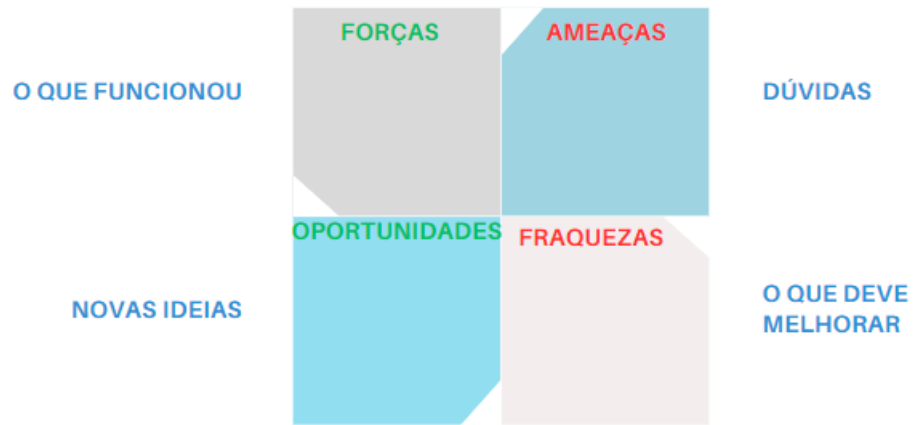 FORÇAS
AMEAÇAS
O QUE FUNCIONOU
DÚVIDAS
OPORTUNIDADES
FRAQUEZAS
NOVAS IDEIAS
O QUE DEVE
MELHORAR